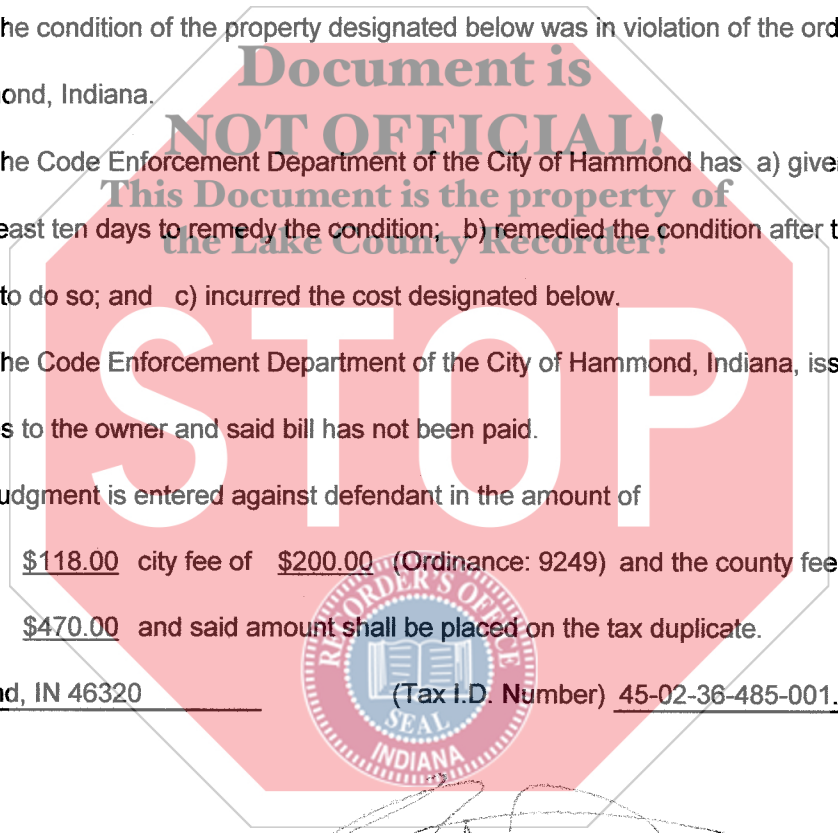 he condition of the property designated below was in violation of the ord
Document is
ond, Indiana.
NOT OFFICIAL!
he Code Enforcement Department of the City of Hammond has a) give
This Document is the property of
east ten days to remedy the condition; b) remedied the condition after t
the Lake County Recorder!
to do so; and c) incurred the cost designated below.
STOP
he Code Enforcement Department of the City of Hammond, Indiana, iss
s to the owner and said bill has not been paid.
udgment is entered against defendant in the amount of
$118.00 city fee of $200.00 (Ordinance: 9249) and the county fee
RECORDER'S OFFICE
$470.00 and said amount shall be placed on the tax duplicate.
d, IN 46320 (Tax I.D. Number) 45-02-36-485-001.
SEAL
INDIANA